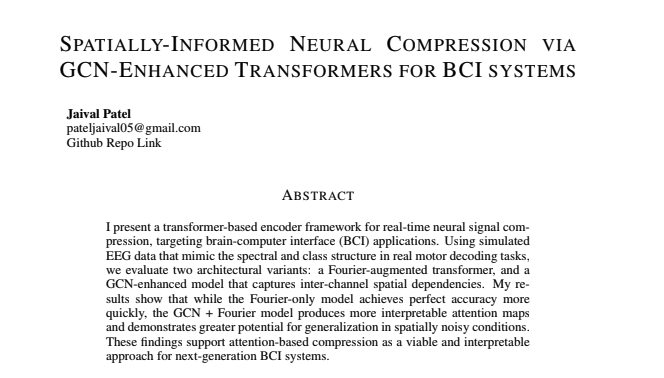 SPATIALLY-INFORMED NEURAL COMPRESSION VIA
GCN-ENHANCED TRANSFORMERS FOR BCI SYSTEMS
Jaival Patel
pateljaival05@gmail.com
Github Repo Link
ABSTRACT
I present a transformer-based encoder framework for real-time neural signal com-
pression, targeting brain-computer interface (BCI) applications. Using simulated
EEG data that mimic the spectral and class structure in real motor decoding tasks,
we evaluate two architectural variants: a Fourier-augmented transformer, and a
GCN-enhanced model that captures inter-channel spatial dependencies. My re-
sults show that while the Fourier-only model achieves perfect accuracy more
quickly, the GCN + Fourier model produces more interpretable attention maps
and demonstrates greater potential for generalization in spatially noisy conditions.
These findings support attention-based compression as a viable and interpretable
approach for next-generation BCI systems.